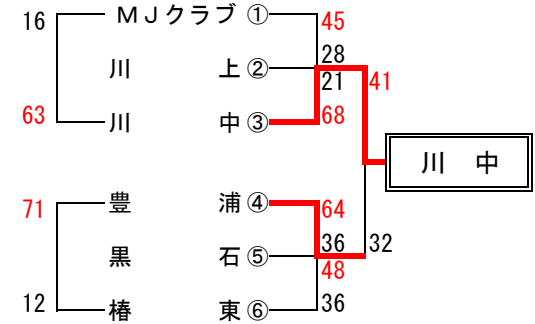 16 MJクラブ ① 45
28
川 上 ②
21 41
63 川 中 ③ 68
川 中
71 豊 浦 ④ 64
36 32
黒 石 ⑤
48
12 椿 東 ⑥ 36